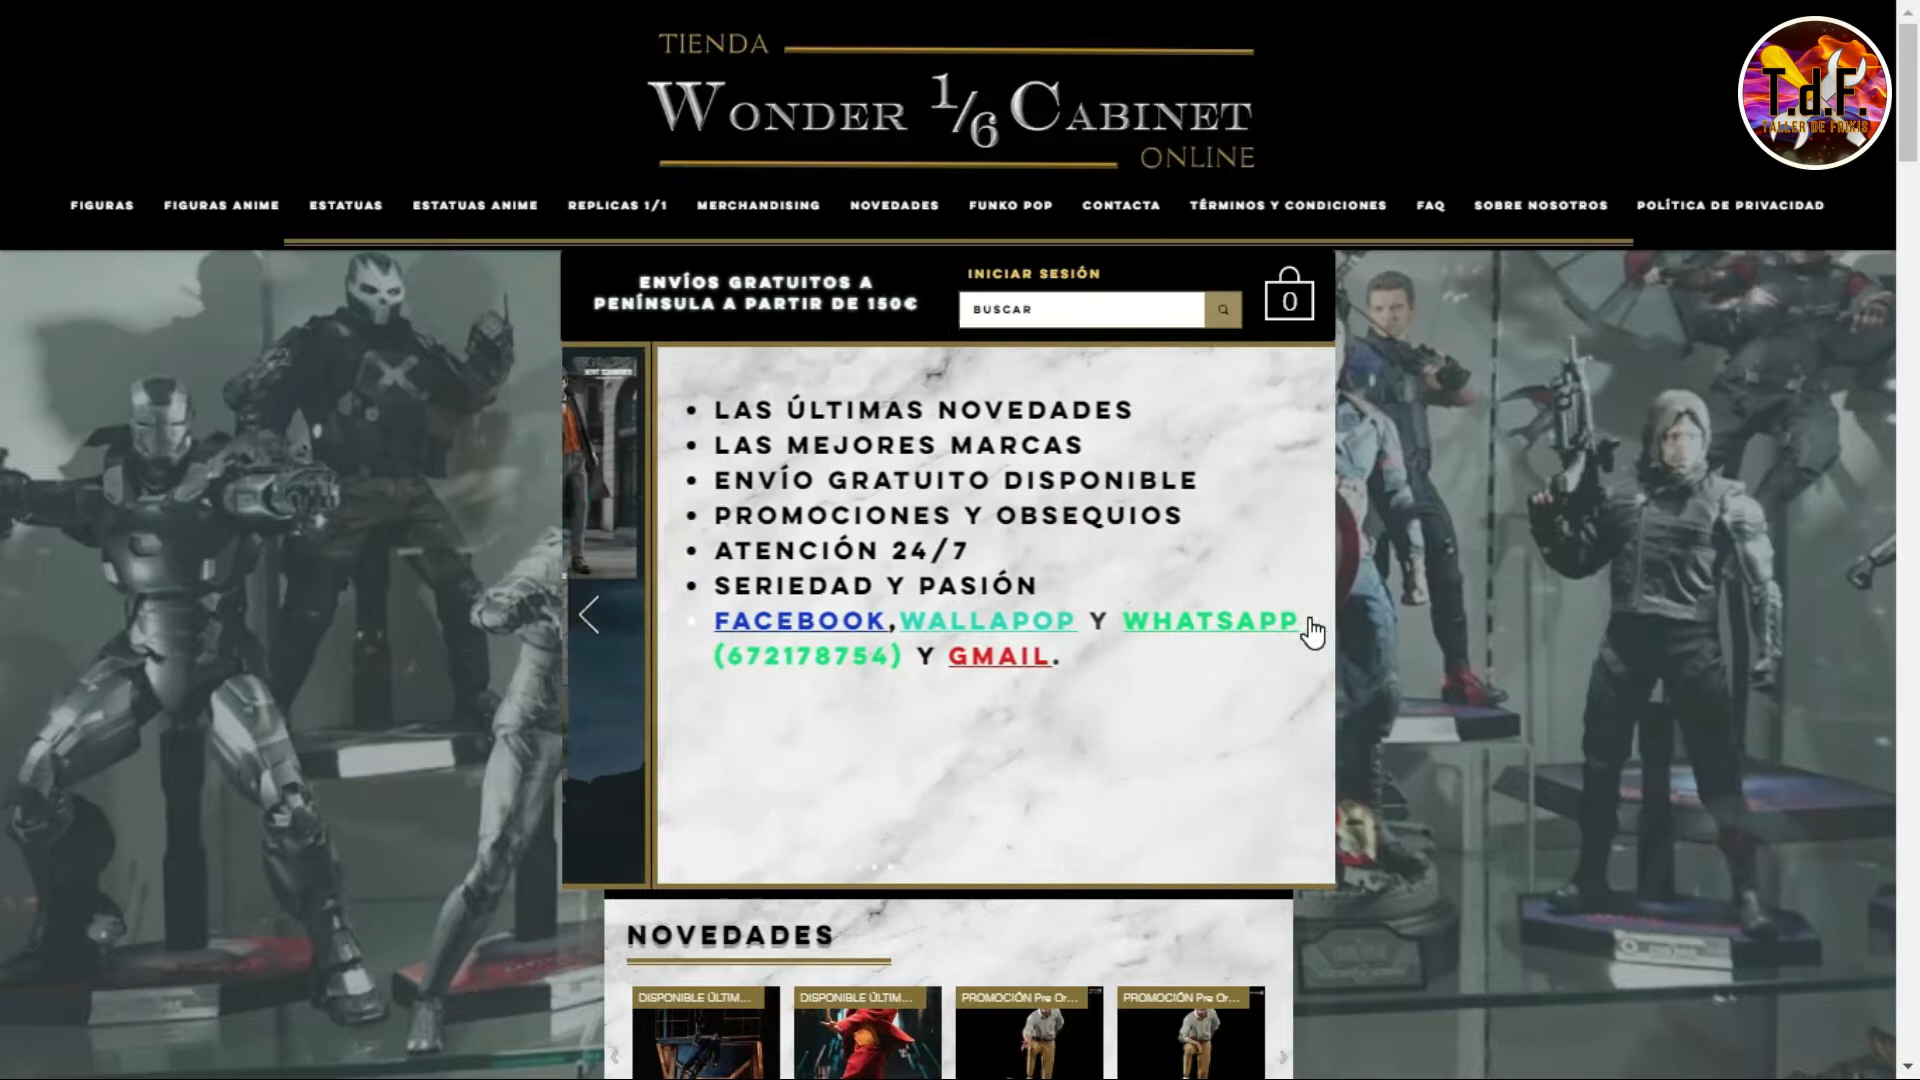 TIENDA
WONDER 1/6 CABINET
ONLINE
T.d.F.
TALLER DE FRIKIS
FIGURAS FIGURAS ANIME ESTATUAS ESTATUAS ANIME REPLICAS 1/1 MERCHANDISING NOVEDADES FUNKO POP CONTACTA TÉRMINOS Y CONDICIONES FAQ SOBRE NOSOTROS POLÍTICA DE PRIVACIDAD
ENVÍOS GRATUITOS A
PENÍNSULA A PARTIR DE 150€
INICIAR SESIÓN
BUSCAR
0
• LAS ÚLTIMAS NOVEDADES
• LAS MEJORES MARCAS
• ENVÍO GRATUITO DISPONIBLE
• PROMOCIONES Y OBSEQUIOS
• ATENCIÓN 24/7
• SERIEDAD Y PASIÓN
• FACEBOOK,WALLAPOP Y WHATSAPP
(672178754) Y GMAIL.
NOVEDADES
DISPONIBLE ÚLTIM...
DISPONIBLE ÚLTIM...
PROMOCIÓN Pre Or...
PROMOCIÓN Pre Or...